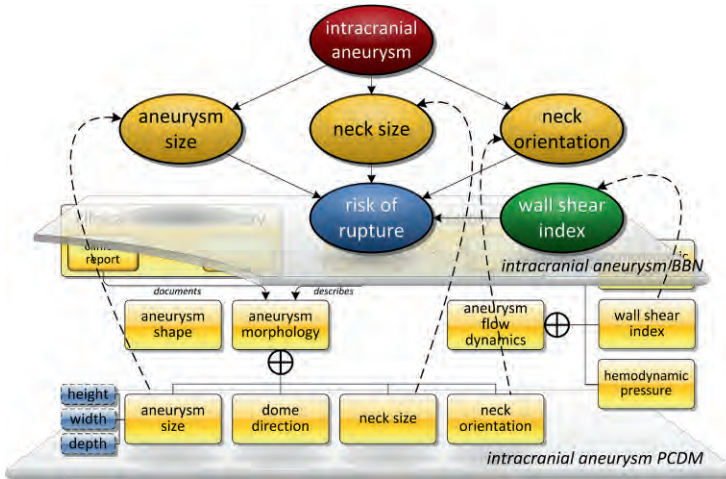 intracranial
aneurysm
aneurysm
size
neck size
neck
orientation
risk of
rupture
wall shear
index
report
intracranial aneurysm BBN
documents
describes
aneurysm
shape
aneurysm
morphology
aneurysm
flow
dynamics
wall shear
index
hemodynamic
pressure
height
width
depth
aneurysm
size
dome
direction
neck size
neck
orientation
intracranial aneurysm PCDM